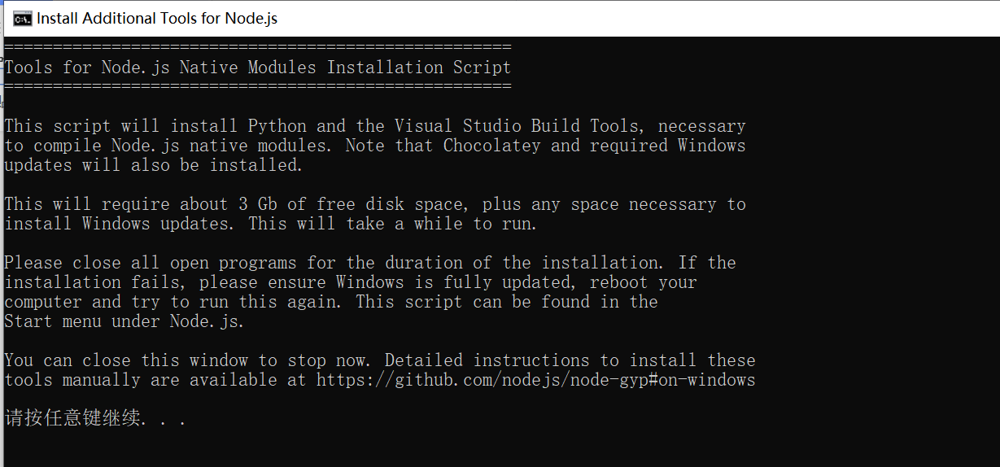 Install Additional Tools for Node.js
====================================================
Tools for Node.js Native Modules Installation Script
====================================================
This script will install Python and the Visual Studio Build Tools, necessary
to compile Node.js native modules. Note that Chocolatey and required Windows
updates will also be installed.
This will require about 3 Gb of free disk space, plus any space necessary to
install Windows updates. This will take a while to run.
Please close all open programs for the duration of the installation. If the
installation fails, please ensure Windows is fully updated, reboot your
computer and try to run this again. This script can be found in the
Start menu under Node.js.
You can close this window to stop now. Detailed instructions to install these
tools manually are available at https://github.com/nodejs/node-gyp#on-windows
请按任意键继续. . .